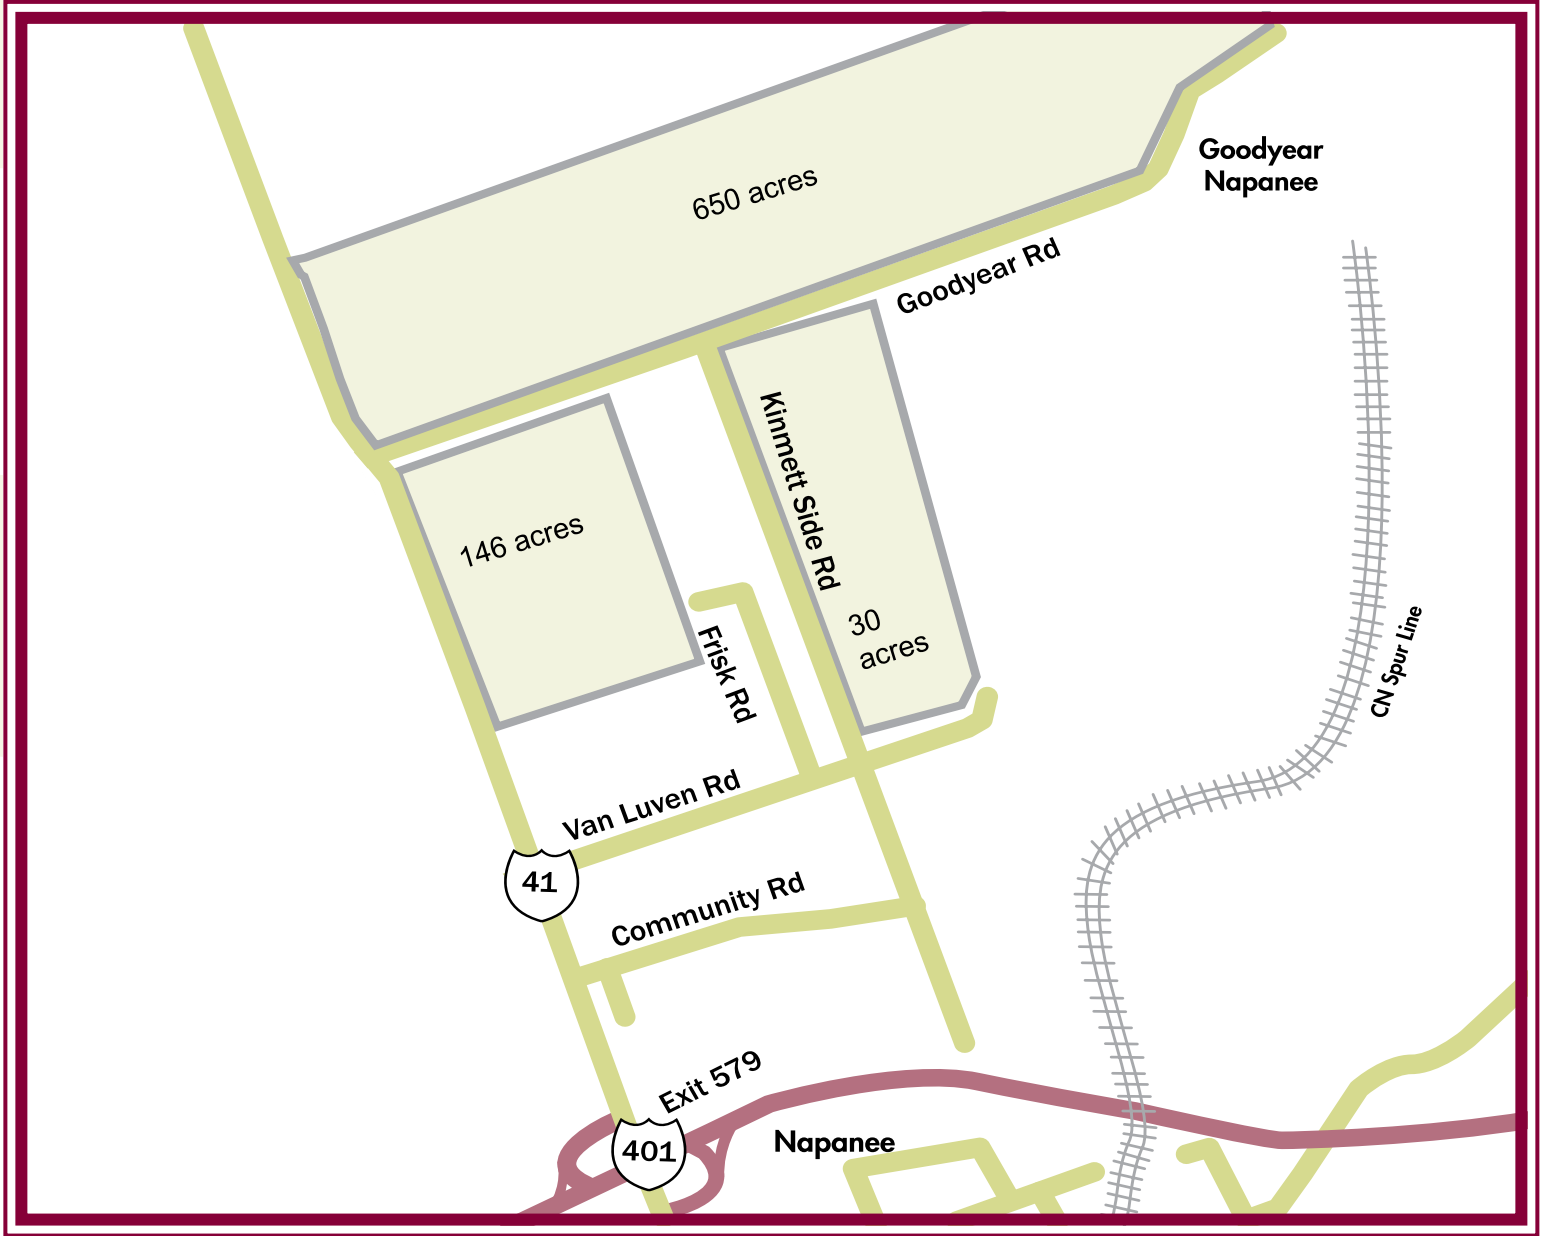 Goodyear
Napanee
650 acres
Goodyear Rd
Kinmett Side Rd
146 acres
30
acres
Frisk Rd
CN Spur Line
Van Luven Rd
41
Community Rd
Exit 579
401
Napanee